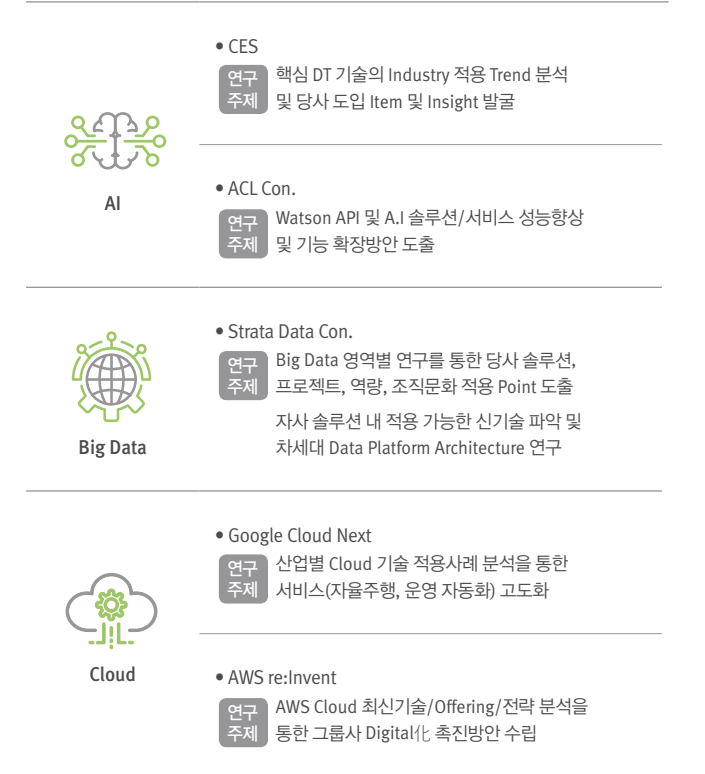 • CES
연구
주제
핵심 DT 기술의 Industry 적용 Trend 분석
및 당사 도입 Item 및 Insight 발굴
AI
• ACL Con.
연구
주제
Watson API 및 A.I 솔루션/서비스 성능향상
및 기능 확장방안 도출
• Strata Data Con.
연구
주제
Big Data 영역별 연구를 통한 당사 솔루션,
프로젝트, 역량, 조직문화 적용 Point 도출
자사 솔루션 내 적용 가능한 신기술 파악 및
차세대 Data Platform Architecture 연구
Big Data
• Google Cloud Next
연구
주제
산업별 Cloud 기술 적용사례 분석을 통한
서비스(자율주행, 운영 자동화) 고도화
Cloud
• AWS re:Invent
연구
주제
AWS Cloud 최신기술/Offering/전략 분석을
통한 그룹사 Digital化 촉진방안 수립